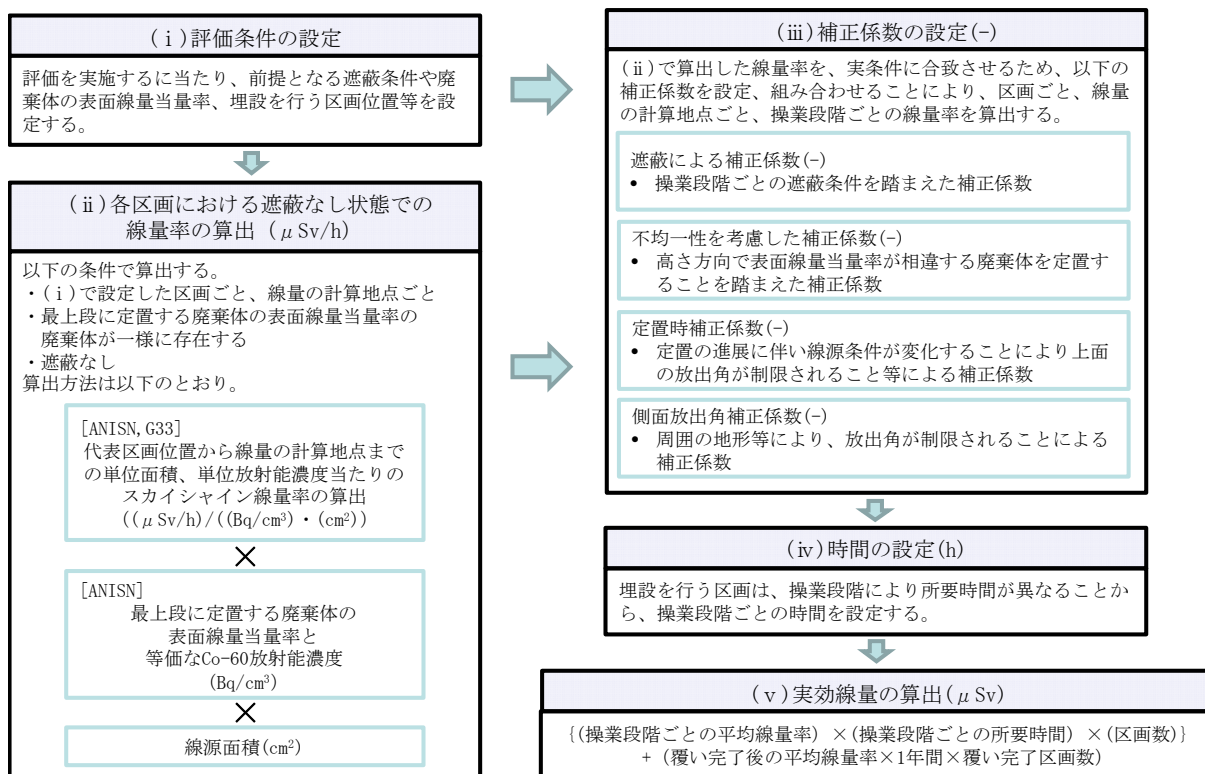 (ⅰ)評価条件の設定
評価を実施するに当たり、前提となる遮蔽条件や廃
棄体の表面線量当量率、埋設を行う区画位置等を設
定する。
(ⅱ)各区画における遮蔽なし状態での
線量率の算出 (μSv/h)
以下の条件で算出する。
・(ⅰ)で設定した区画ごと、線量の計算地点ごと
・最上段に定置する廃棄体の表面線量当量率の
廃棄体が一様に存在する
・遮蔽なし
算出方法は以下のとおり。
[ANISN,G33]
代表区画位置から線量の計算地点まで
の単位面積、単位放射能濃度当たりの
スカイシャイン線量率の算出
((μSv/h)/((Bq/cm³)・(cm²))
×
[ANISN]
最上段に定置する廃棄体の
表面線量当量率と
等価なCo-60放射能濃度
(Bq/cm³)
×
線源面積(cm²)
(ⅲ)補正係数の設定(-)
(ⅱ)で算出した線量率を、実条件に合致させるため、以下の
補正係数を設定、組み合わせることにより、区画ごと、線量
の計算地点ごと、操業段階ごとの線量率を算出する。
遮蔽による補正係数(-)
• 操業段階ごとの遮蔽条件を踏まえた補正係数
不均一性を考慮した補正係数(-)
• 高さ方向で表面線量当量率が相違する廃棄体を定置す
ることを踏まえた補正係数
定置時補正係数(-)
• 定置の進展に伴い線源条件が変化することにより上面
の放出角が制限されること等による補正係数
側面放出角補正係数(-)
• 周囲の地形等により、放出角が制限されることによる
補正係数
(ⅳ)時間の設定(h)
埋設を行う区画は、操業段階により所要時間が異なることか
ら、操業段階ごとの時間を設定する。
(ⅴ)実効線量の算出(μSv)
{(操業段階ごとの平均線量率) ×(操業段階ごとの所要時間) ×(区画数)}
+ (覆い完了後の平均線量率×1年間×覆い完了区画数)